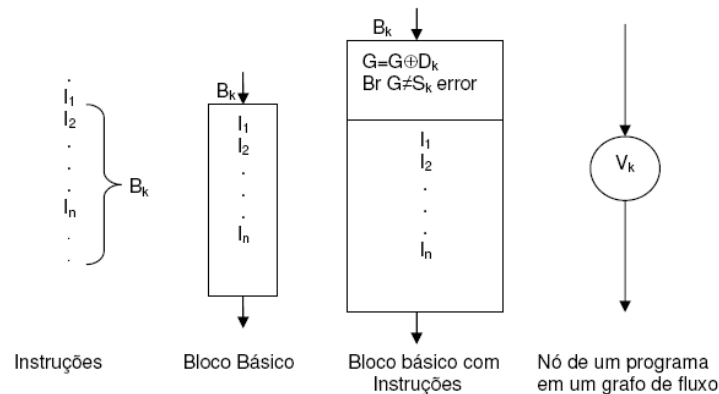 .
I1
I2
.
.
.
In
.
.
Bk
Bk
I1
I2
.
.
.
In
Bk
G=G⊕Dk
Br G≠Sk error
I1
I2
.
.
.
In
Vk
Instruções
Bloco Básico
Bloco básico com
Instruções
Nó de um programa
em um grafo de fluxo